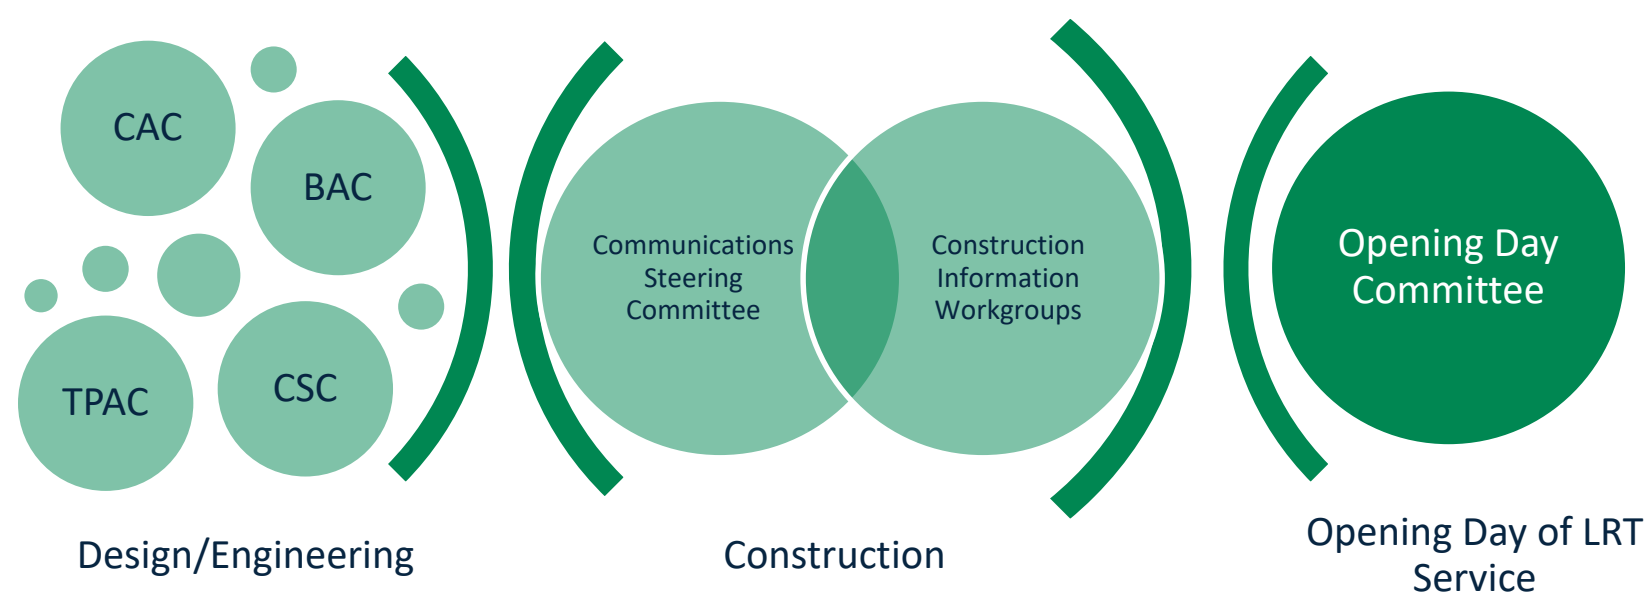 CAC
BAC
TPAC
CSC
Design/Engineering
Communications
Steering
Committee
Construction
Information
Workgroups
Construction
Opening Day
Committee
Opening Day of LRT
Service